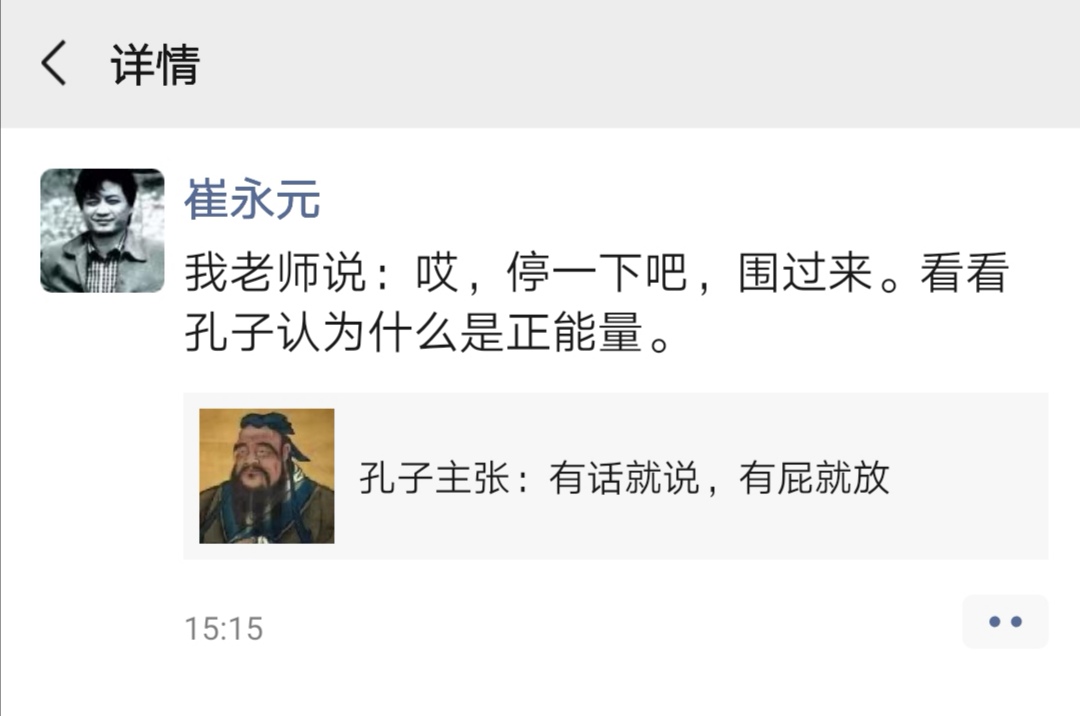 详情
崔永元
我老师说：哎，停一下吧，围过来。看看
孔子认为什么是正能量。
孔子主张：有话就说，有屁就放
15:15